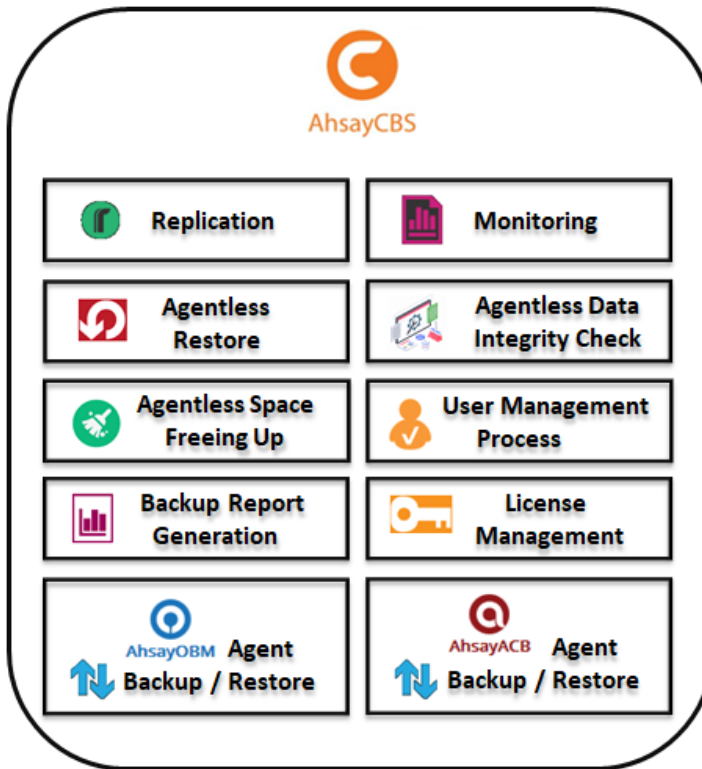 AhsayCBS
Replication
Monitoring
Agentless
Restore
Agentless Data
Integrity Check
Agentless Space
Freeing Up
User Management
Process
Backup Report
Generation
License
Management
AhsayOBM Agent
Backup / Restore
AhsayACB Agent
Backup / Restore